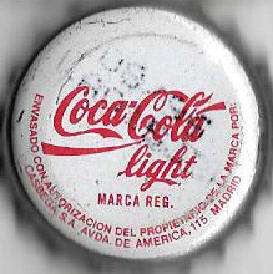 Coca-Cola
light
MARCA REG.
ENVASADO CON AUTORIZACION DEL PROPIETARIO DE LA MARCA POR:
CASBEGA S.A. AVDA. DE AMERICA, 115 MADRID